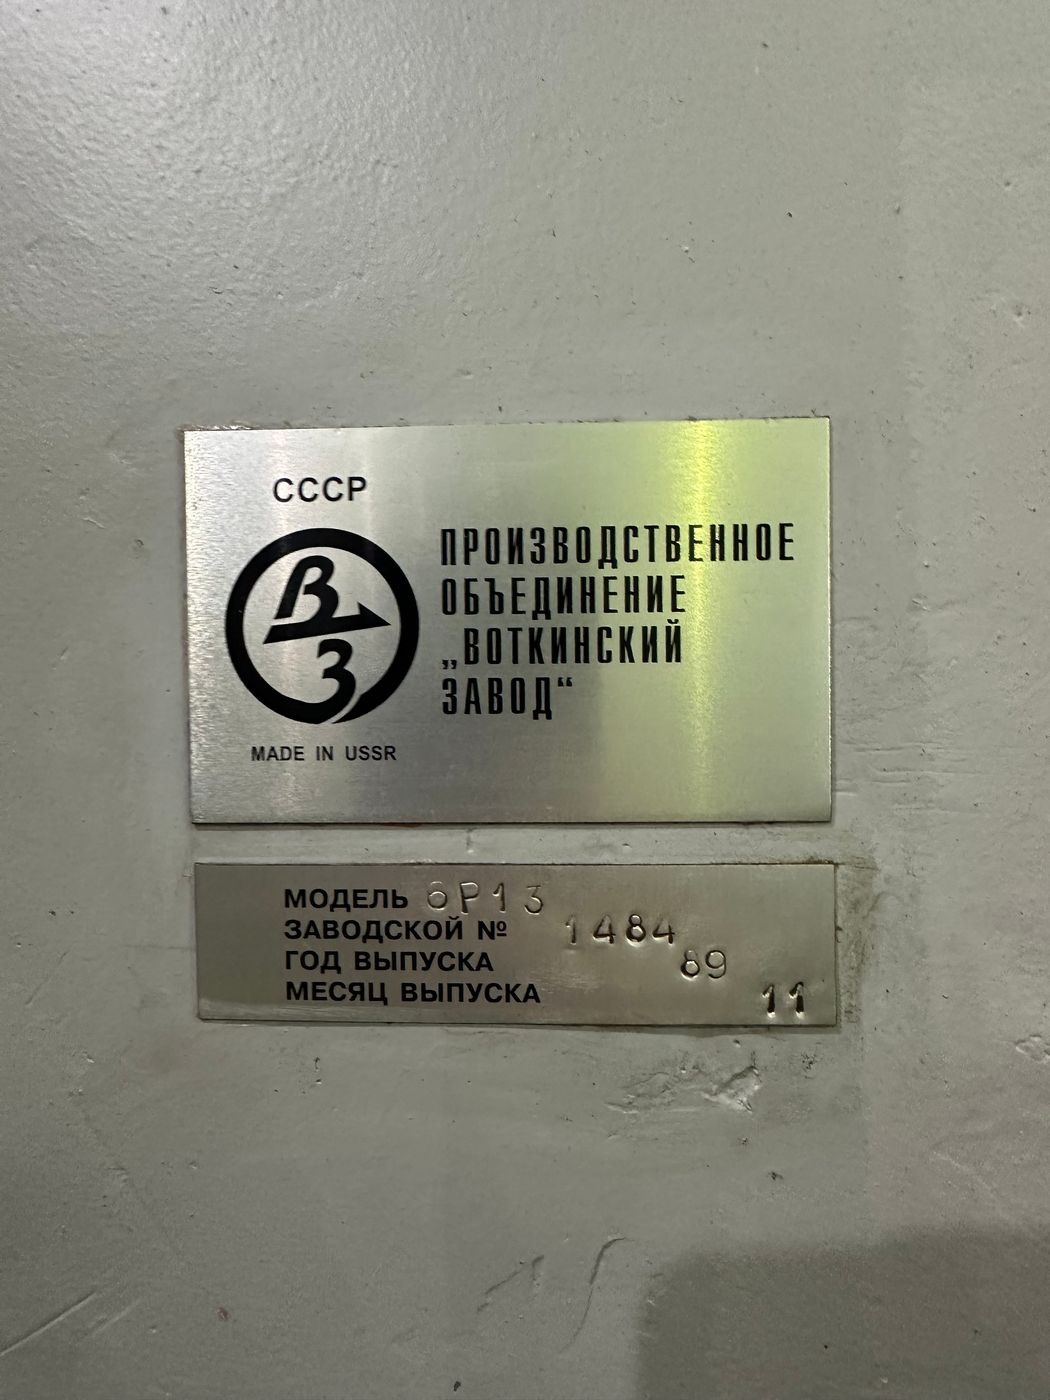 СССР
ВЗ
ПРОИЗВОДСТВЕННОЕ
ОБЪЕДИНЕНИЕ
„ВОТКИНСКИЙ
ЗАВОД“
MADE IN USSR
МОДЕЛЬ 6Р13
ЗАВОДСКОЙ № 1484
ГОД ВЫПУСКА 89
МЕСЯЦ ВЫПУСКА 11